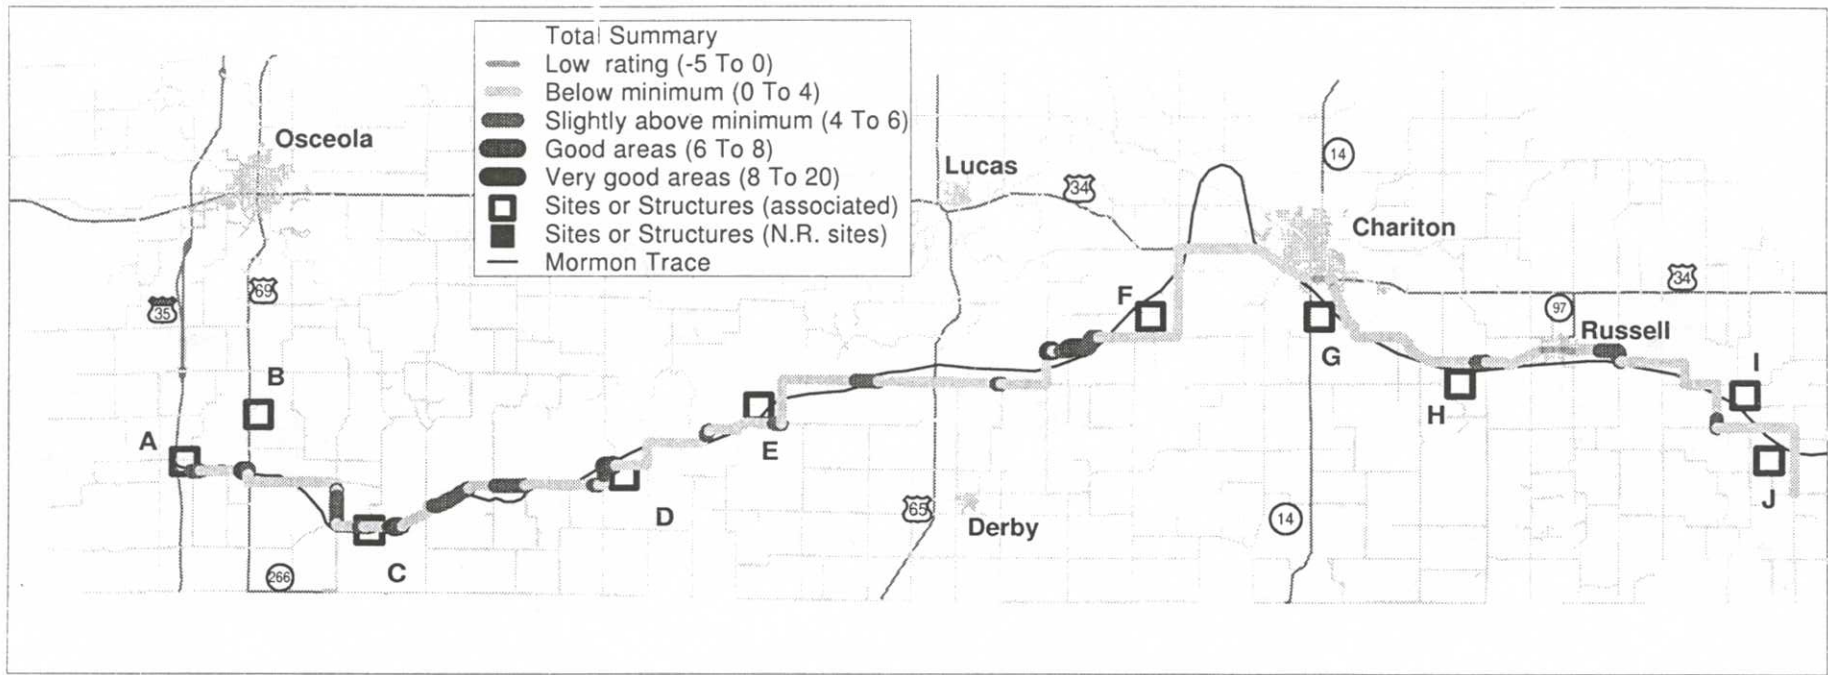 Total Summary
Low rating (-5 To 0)
Below minimum (0 To 4)
Slightly above minimum (4 To 6)
Good areas (6 To 8)
Very good areas (8 To 20)
Sites or Structures (associated)
Sites or Structures (N.R. sites)
Mormon Trace
Osceola
Lucas
34
14
Chariton
35
69
F
34
97
Russell
G
B
I
A
H
E
D
65
Derby
14
J
C
266